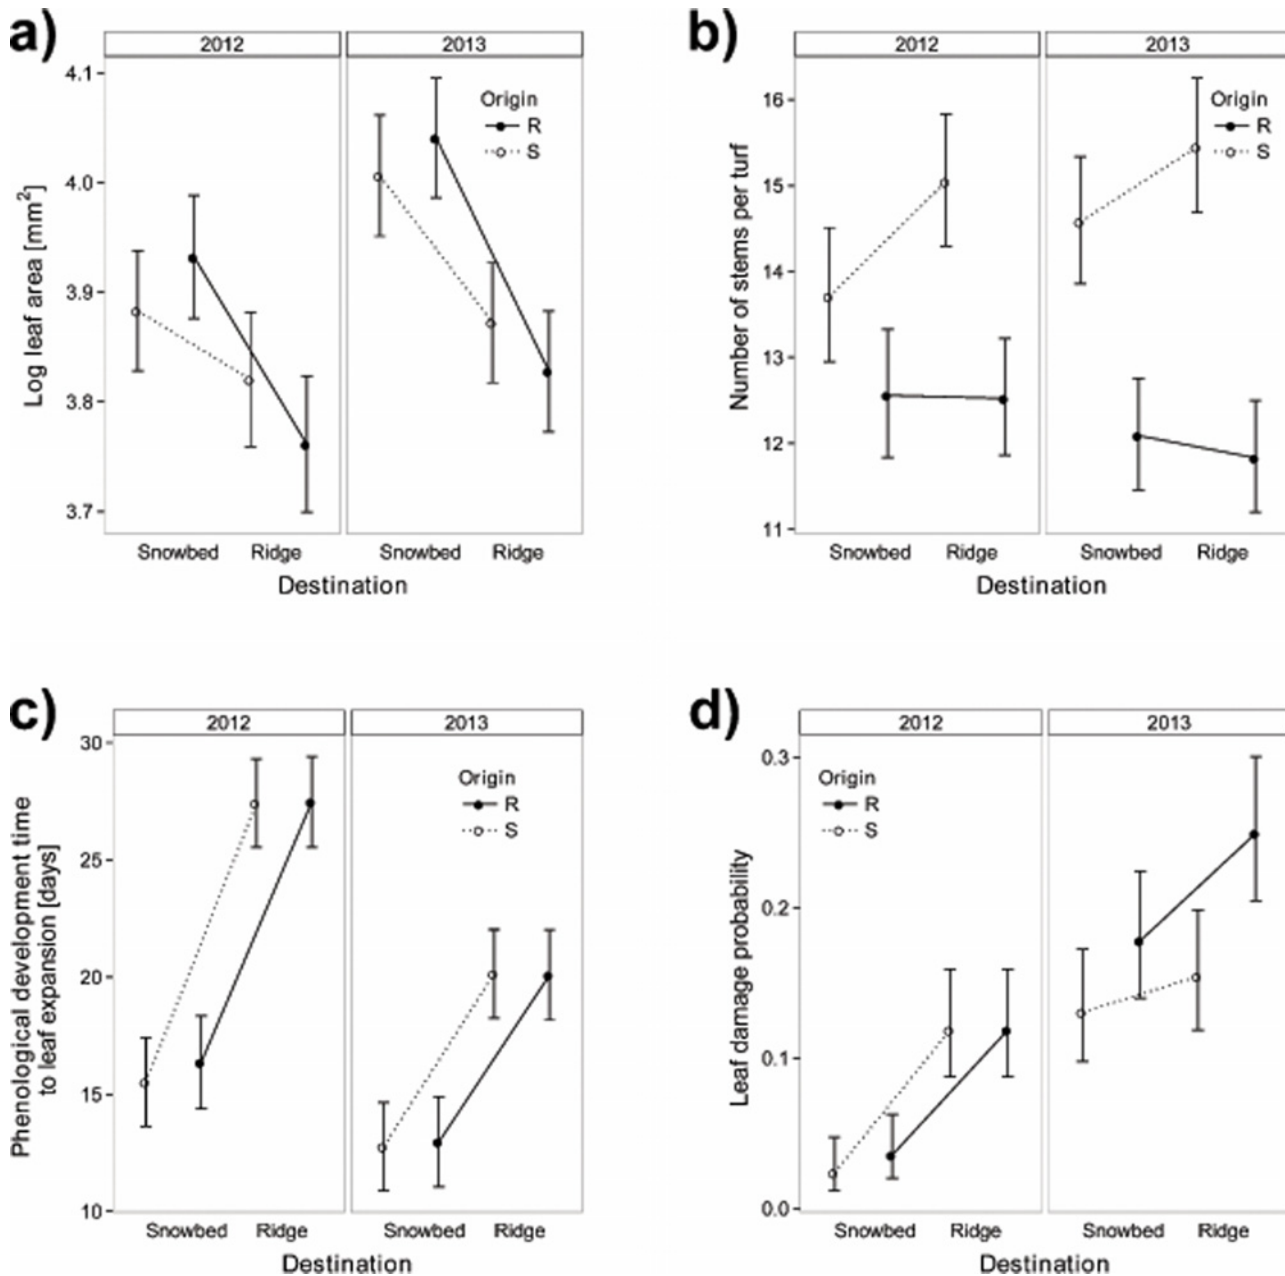 a)
2012
2013
4.1
4.0
3.9
3.8
3.7
Log leaf area [mm²]
Origin
R
S
Snowbed
Ridge
Snowbed
Ridge
Destination
b)
2012
2013
16
15
14
13
12
11
Number of stems per turf
Origin
R
S
Snowbed
Ridge
Snowbed
Ridge
Destination
c)
2012
2013
30
25
20
15
10
Phenological development time
to leaf expansion [days]
Origin
R
S
Snowbed
Ridge
Snowbed
Ridge
Destination
d)
2012
2013
0.3
0.2
0.1
0.0
Leaf damage probability
Origin
R
S
Snowbed
Ridge
Snowbed
Ridge
Destination